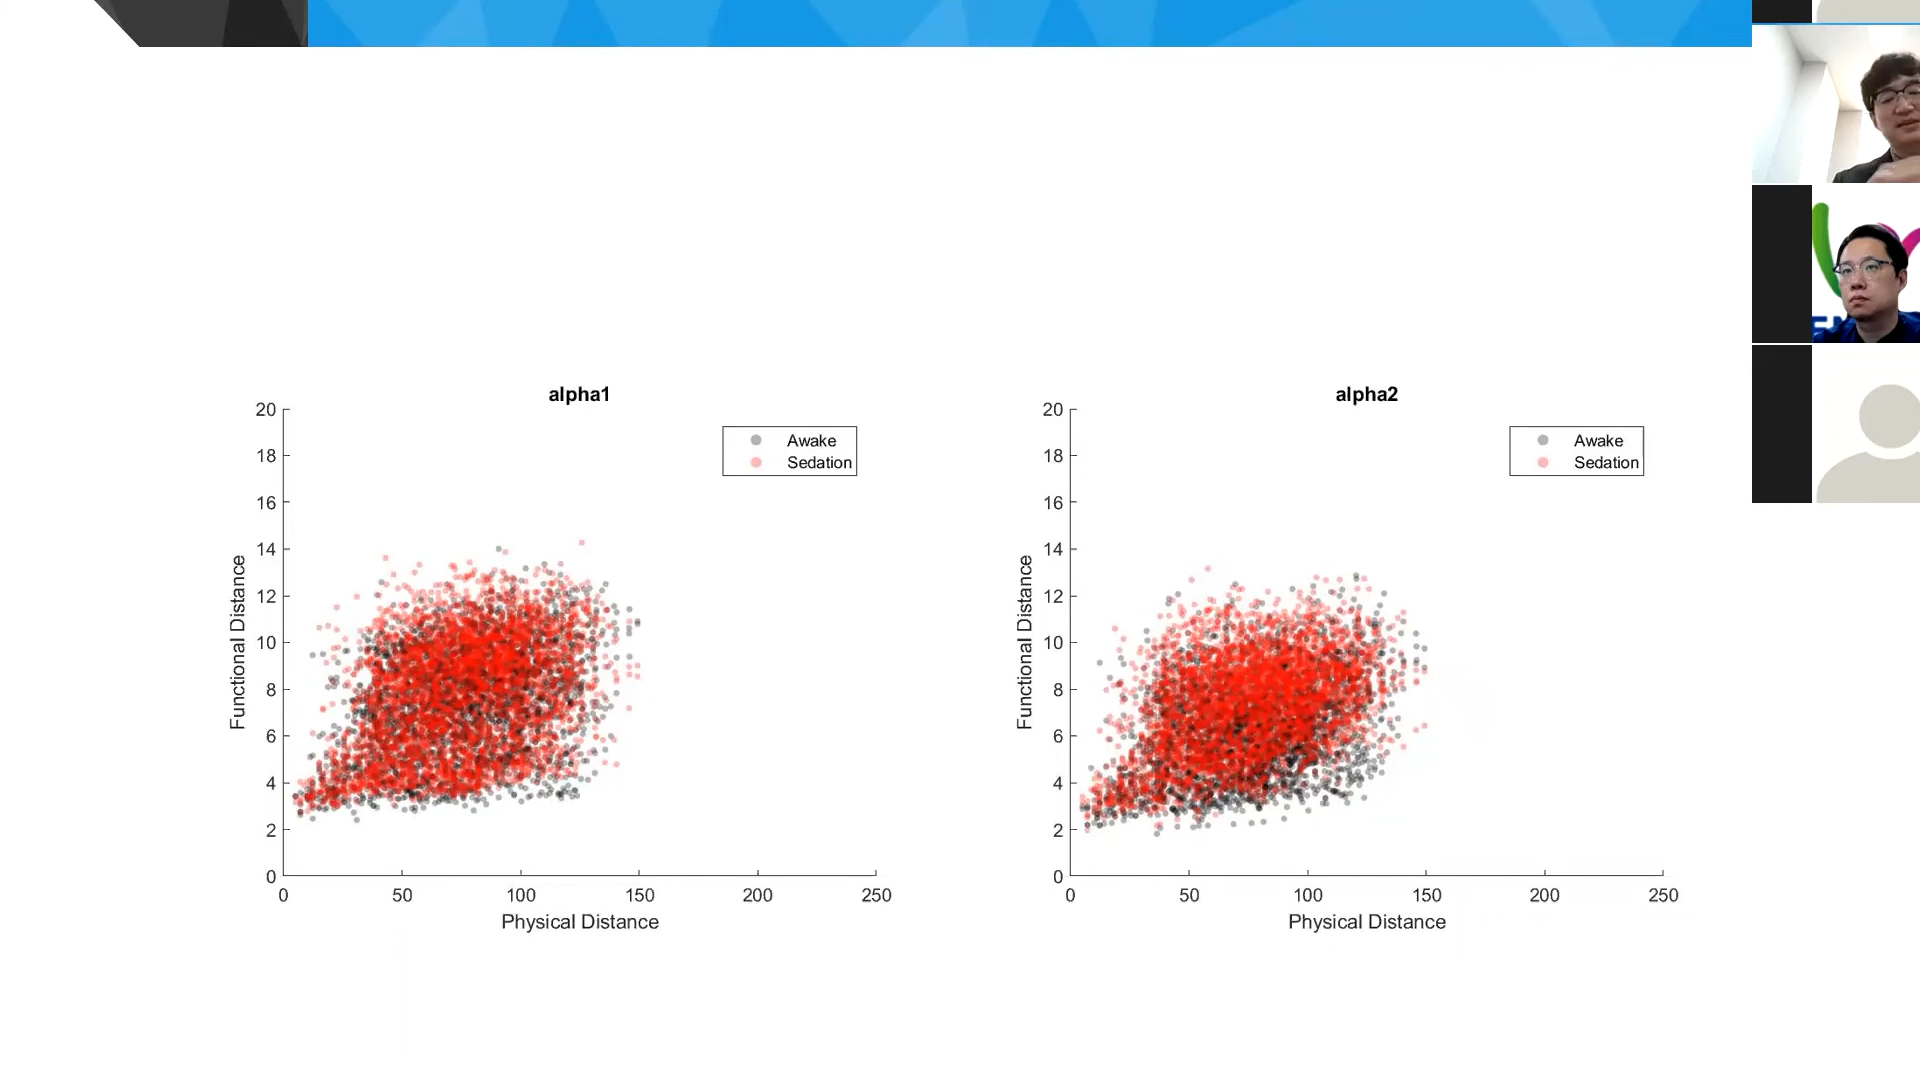 alpha1
20
18
16
14
12
10
8
6
4
2
0
Functional Distance
0 50 100 150 200 250
Physical Distance
Awake
Sedation
alpha2
20
18
16
14
12
10
8
6
4
2
0
Functional Distance
0 50 100 150 200 250
Physical Distance
Awake
Sedation